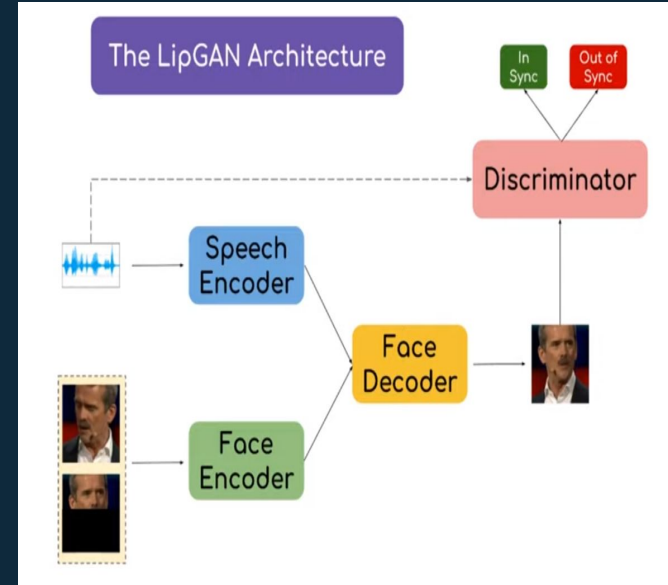 The LipGAN Architecture
In
Sync
Out of
Sync
Discriminator
Speech
Encoder
Face
Decoder
Face
Encoder